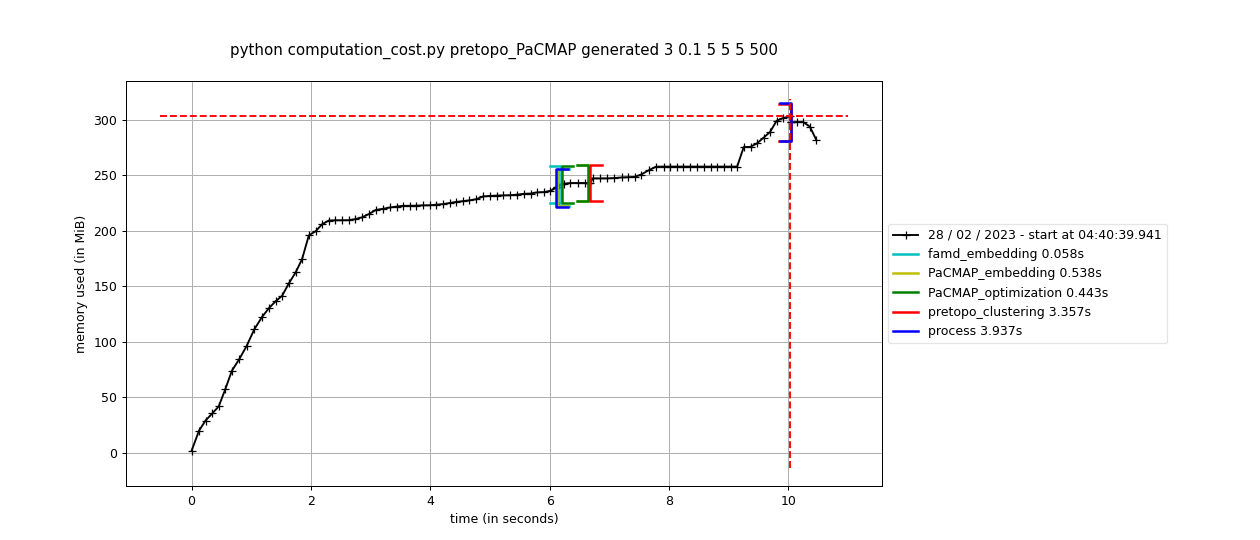 python computation_cost.py pretopo_PaCMAP generated 3 0.1 5 5 5 500
300
250
200
150
100
50
0
memory used (in MiB)
0 2 4 6 8 10
time (in seconds)
28 / 02 / 2023 - start at 04:40:39.941
famd_embedding 0.058s
PaCMAP_embedding 0.538s
PaCMAP_optimization 0.443s
pretopo_clustering 3.357s
process 3.937s